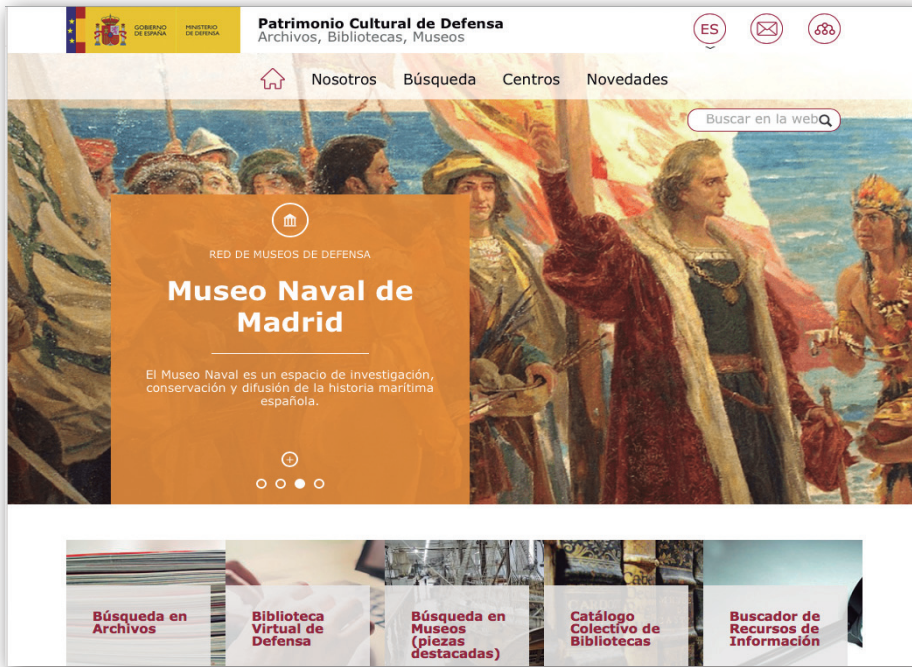 GOBIERNO
DE ESPAÑA
MINISTERIO
DE DEFENSA
Patrimonio Cultural de Defensa
Archivos, Bibliotecas, Museos
ES
Nosotros Búsqueda Centros Novedades
Buscar en la web
RED DE MUSEOS DE DEFENSA
Museo Naval de
Madrid
El Museo Naval es un espacio de investigación,
conservación y difusión de la historia marítima
española.
Búsqueda en
Archivos
Biblioteca
Virtual de
Defensa
Búsqueda en
Museos
(piezas
destacadas)
Catálogo
Colectivo de
Bibliotecas
Buscador de
Recursos de
Información